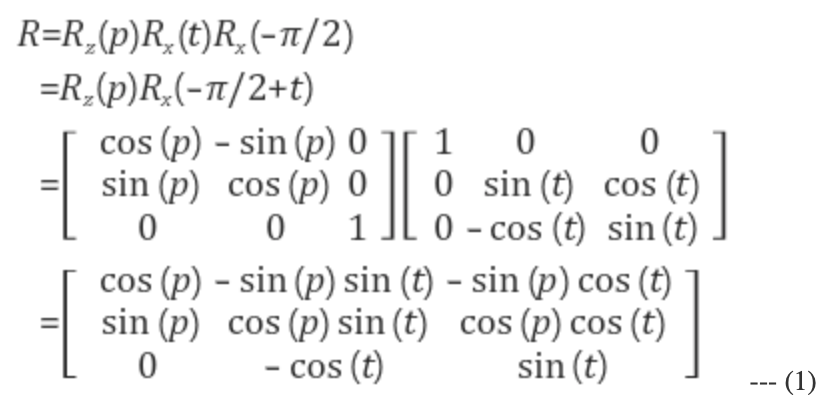 R=R_z(p)R_x(t)R_x(-π/2)
=R_z(p)R_x(-π/2+t)
=[ cos(p) -sin(p) 0 ][ 1 0 0 ]
[ sin(p) cos(p) 0 ][ 0 sin(t) cos(t) ]
[ 0 0 1 ][ 0 -cos(t) sin(t) ]
=[ cos(p) -sin(p)sin(t) -sin(p)cos(t) ]
[ sin(p) cos(p)sin(t) cos(p)cos(t) ]
[ 0 -cos(t) sin(t) ] --- (1)